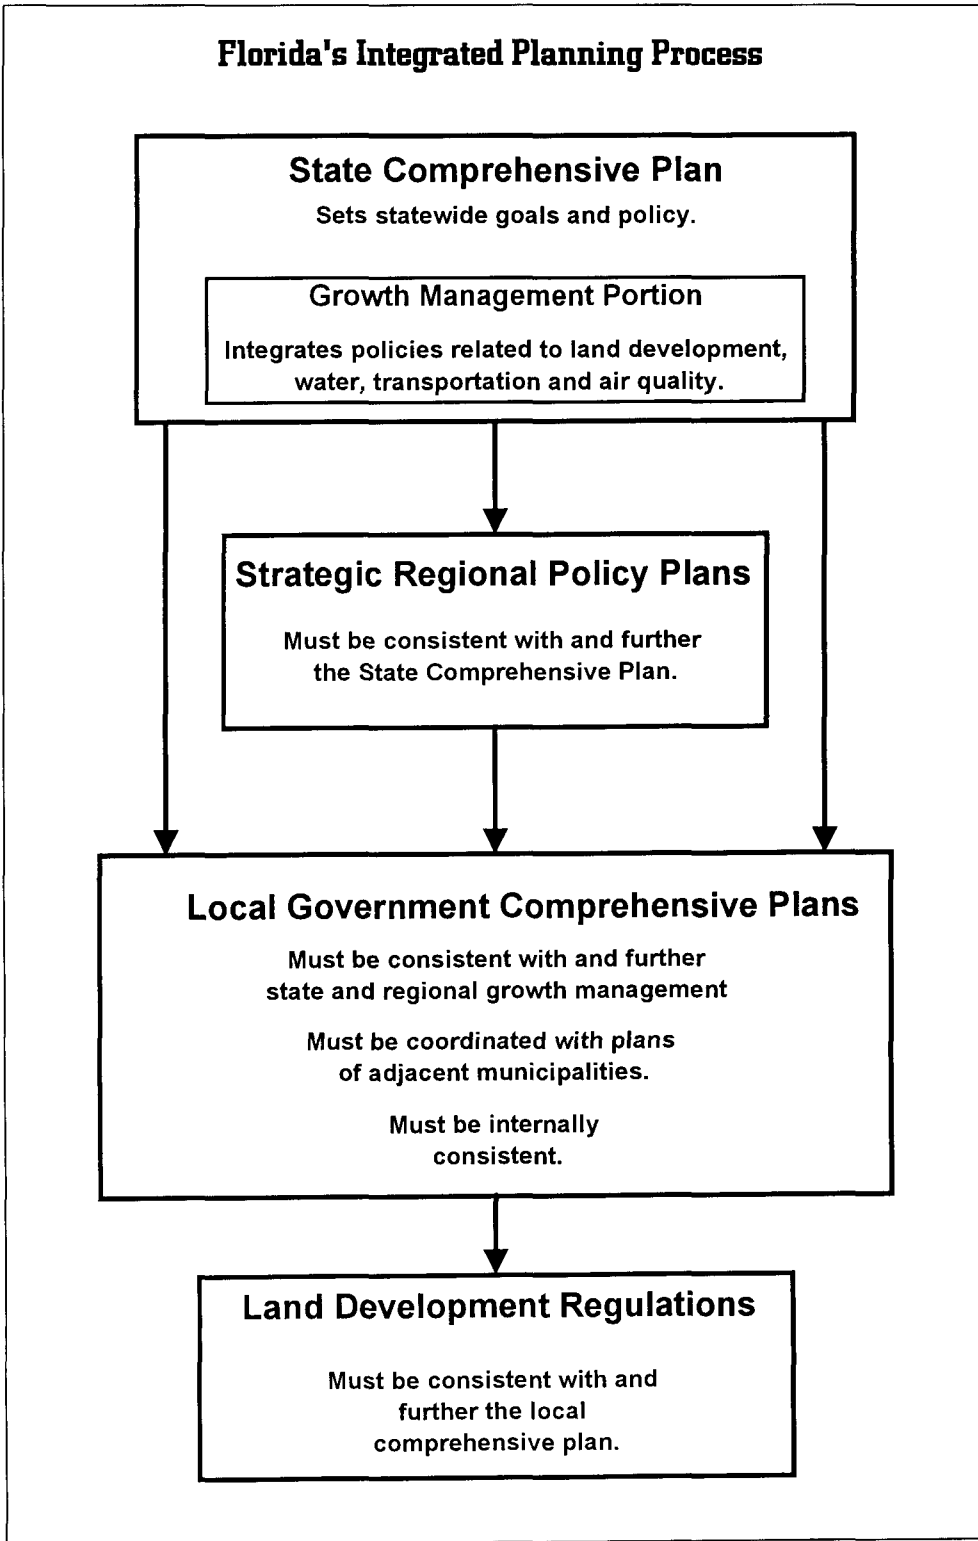 Florida's Integrated Planning Process
State Comprehensive Plan
Sets statewide goals and policy.
Growth Management Portion
Integrates policies related to land development,
water, transportation and air quality.
Strategic Regional Policy Plans
Must be consistent with and further
the State Comprehensive Plan.
Local Government Comprehensive Plans
Must be consistent with and further
state and regional growth management
Must be coordinated with plans
of adjacent municipalities.
Must be internally
consistent.
Land Development Regulations
Must be consistent with and
further the local
comprehensive plan.